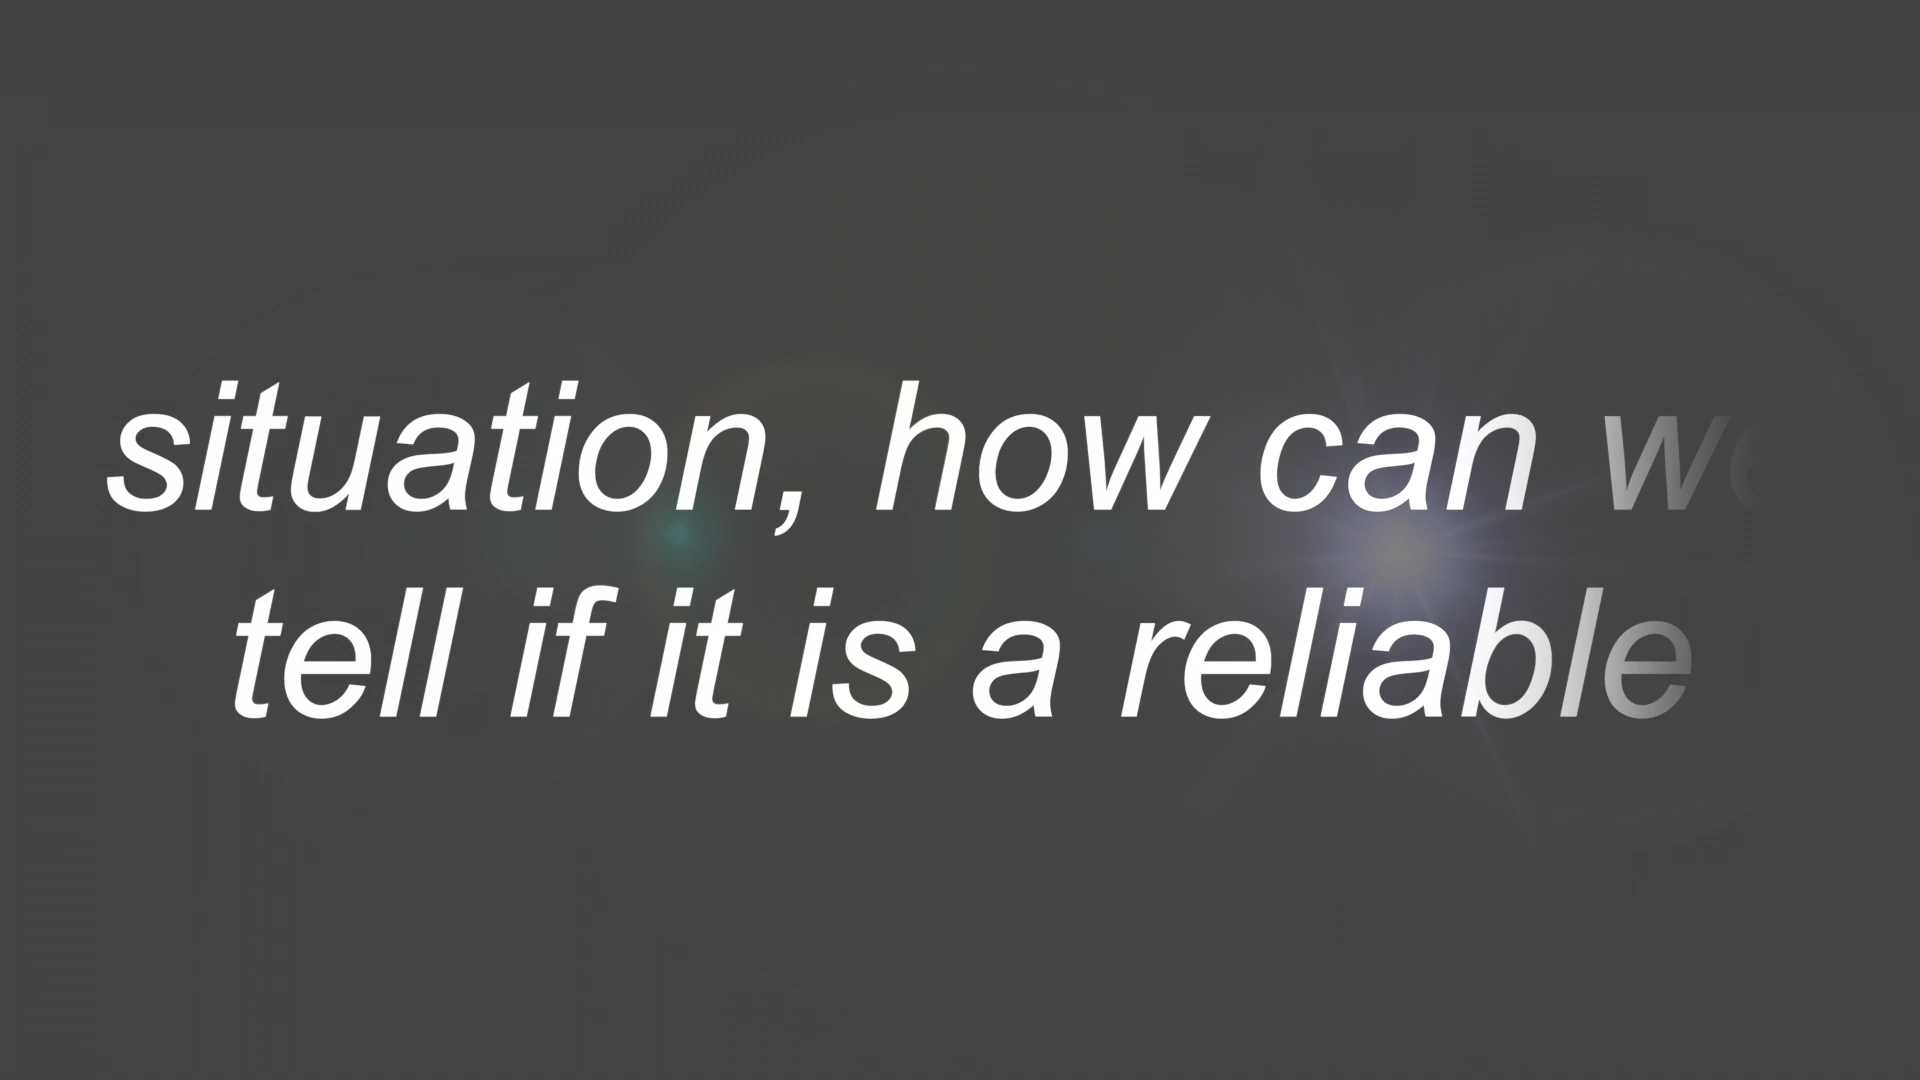 situation, how can we
tell if it is a reliable